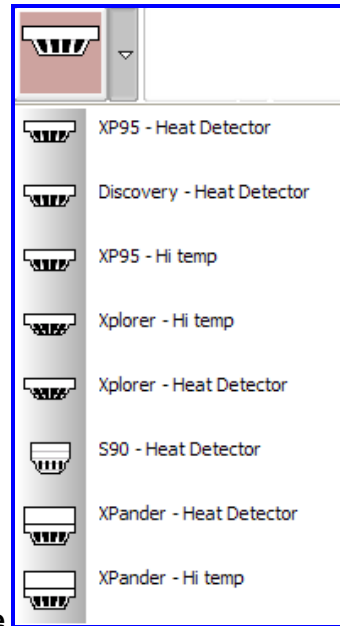 XP95 - Heat Detector
Discovery - Heat Detector
XP95 - Hi temp
Xplorer - Hi temp
Xplorer - Heat Detector
S90 - Heat Detector
XPander - Heat Detector
XPander - Hi temp
e